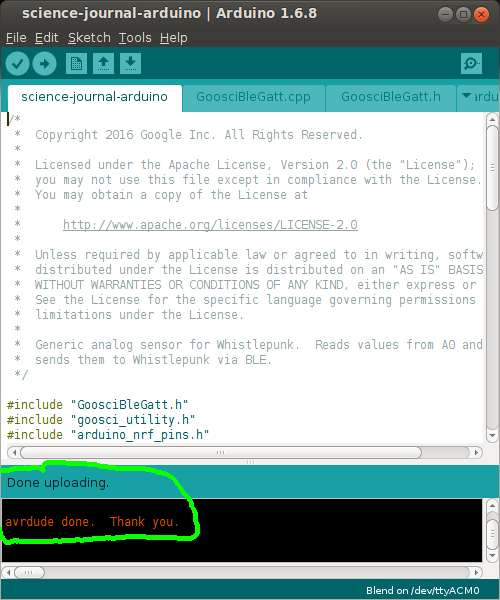 science-journal-arduino | Arduino 1.6.8
File Edit Sketch Tools Help
science-journal-arduino GoosciBleGatt.cpp GoosciBleGatt.h
/*
 *  Copyright 2016 Google Inc. All Rights Reserved.
 *
 *  Licensed under the Apache License, Version 2.0 (the "License");
 *  you may not use this file except in compliance with the License.
 *  You may obtain a copy of the License at
 *
 *      http://www.apache.org/licenses/LICENSE-2.0
 *
 *  Unless required by applicable law or agreed to in writing, softw
 *  distributed under the License is distributed on an "AS IS" BASIS
 *  WITHOUT WARRANTIES OR CONDITIONS OF ANY KIND, either express or
 *  See the License for the specific language governing permissions
 *  limitations under the License.
 *
 *  Generic analog sensor for Whistlepunk.  Reads values from A0 and
 *  sends them to Whistlepunk via BLE.
 */
#include "GoosciBleGatt.h"
#include "goosci_utility.h"
#include "arduino_nrf_pins.h"
Done uploading.
avrdude done.  Thank you.
Blend on /dev/ttyACM0